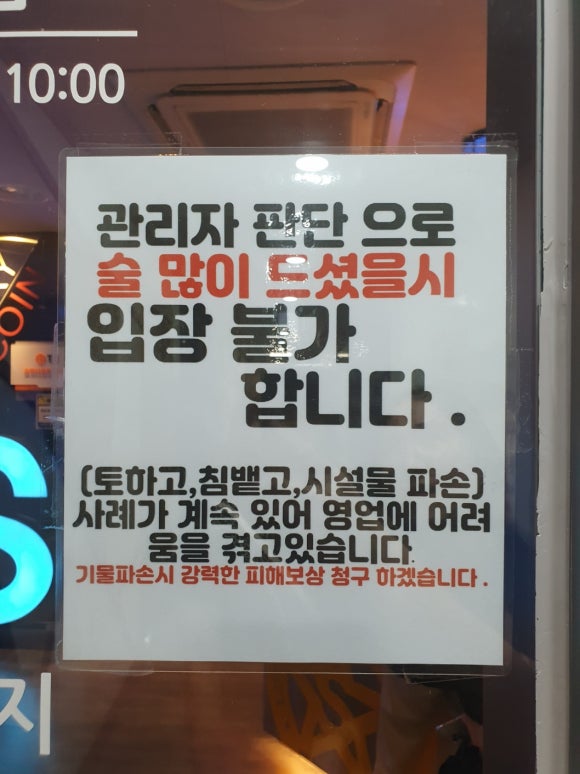 10:00
관리자 판단 으로
술 많이 드셨을시
입장 불가
합니다.
(토하고,침뱉고,시설물 파손)
사례가 계속 있어 영업에 어려
움을 겪고있습니다.
기물파손시 강력한 피해보상 청구 하겠습니다.
COIN
S
지